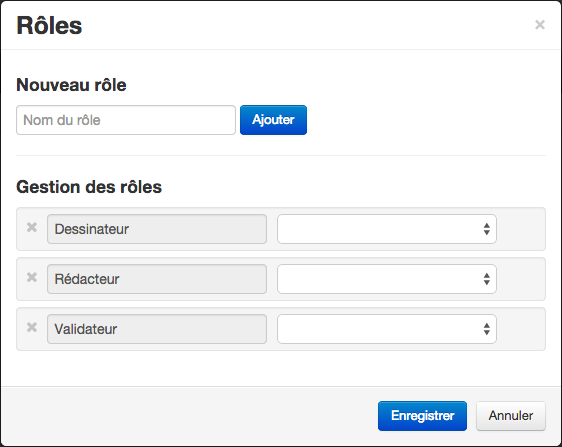 Rôles
Nouveau rôle
Nom du rôle Ajouter
Gestion des rôles
Dessinateur
Rédacteur
Validateur
Enregistrer Annuler